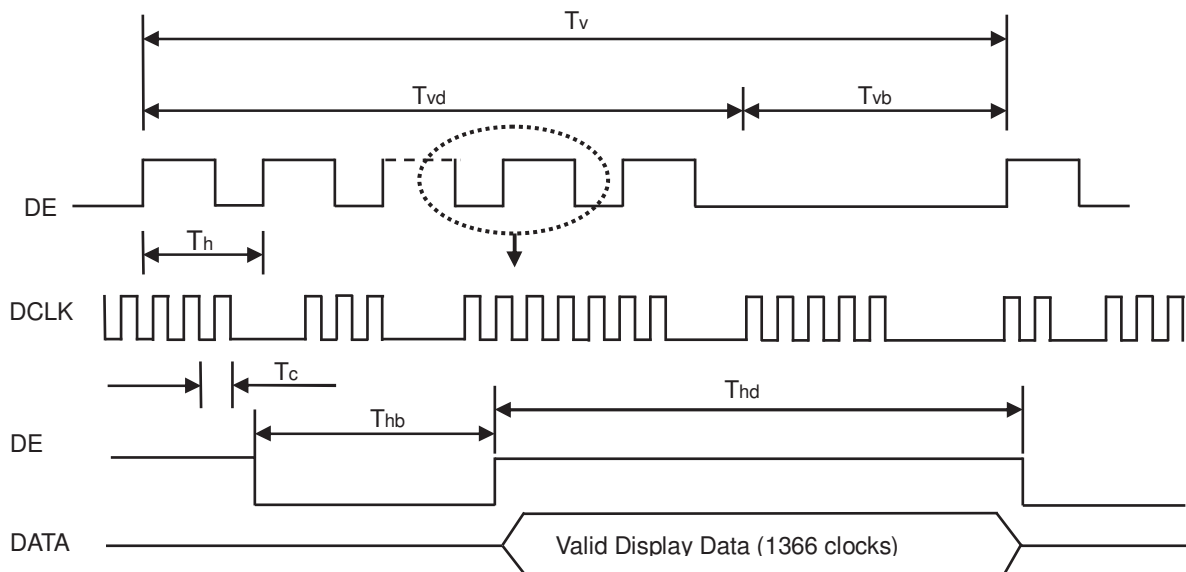 Tv
Tvd
Tvb
DE
Th
DCLK
Tc
Thd
Thb
DE
DATA
Valid Display Data (1366 clocks)